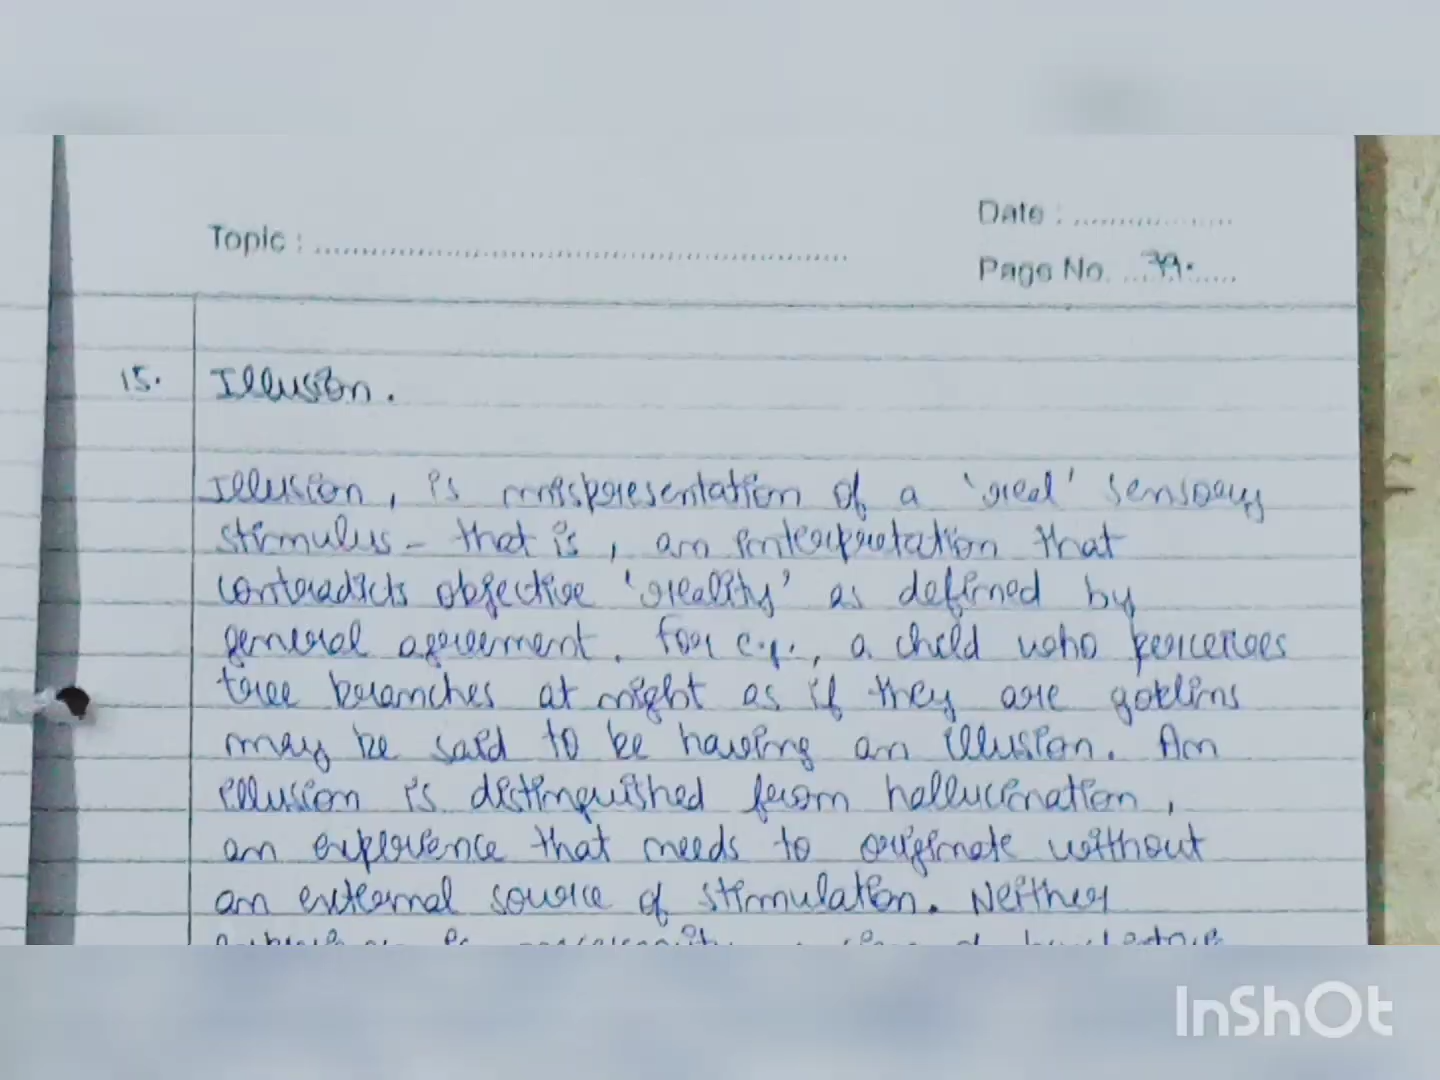 Date : ..................
Topic : ..........................................................................
Page No. ...79......
15. Illusion.
Illusion, is mispresentation of a 'real' sensory
stimulus - that is, an interpretation that
contradicts objective 'reality' as defined by
general agreement. For e.g., a child who perceives
tree branches at night as if they are goblins
may be said to be having an illusion. An
illusion is distinguished from hallucination,
an experience that needs to originate without
an external source of stimulation. Neither
InShOt